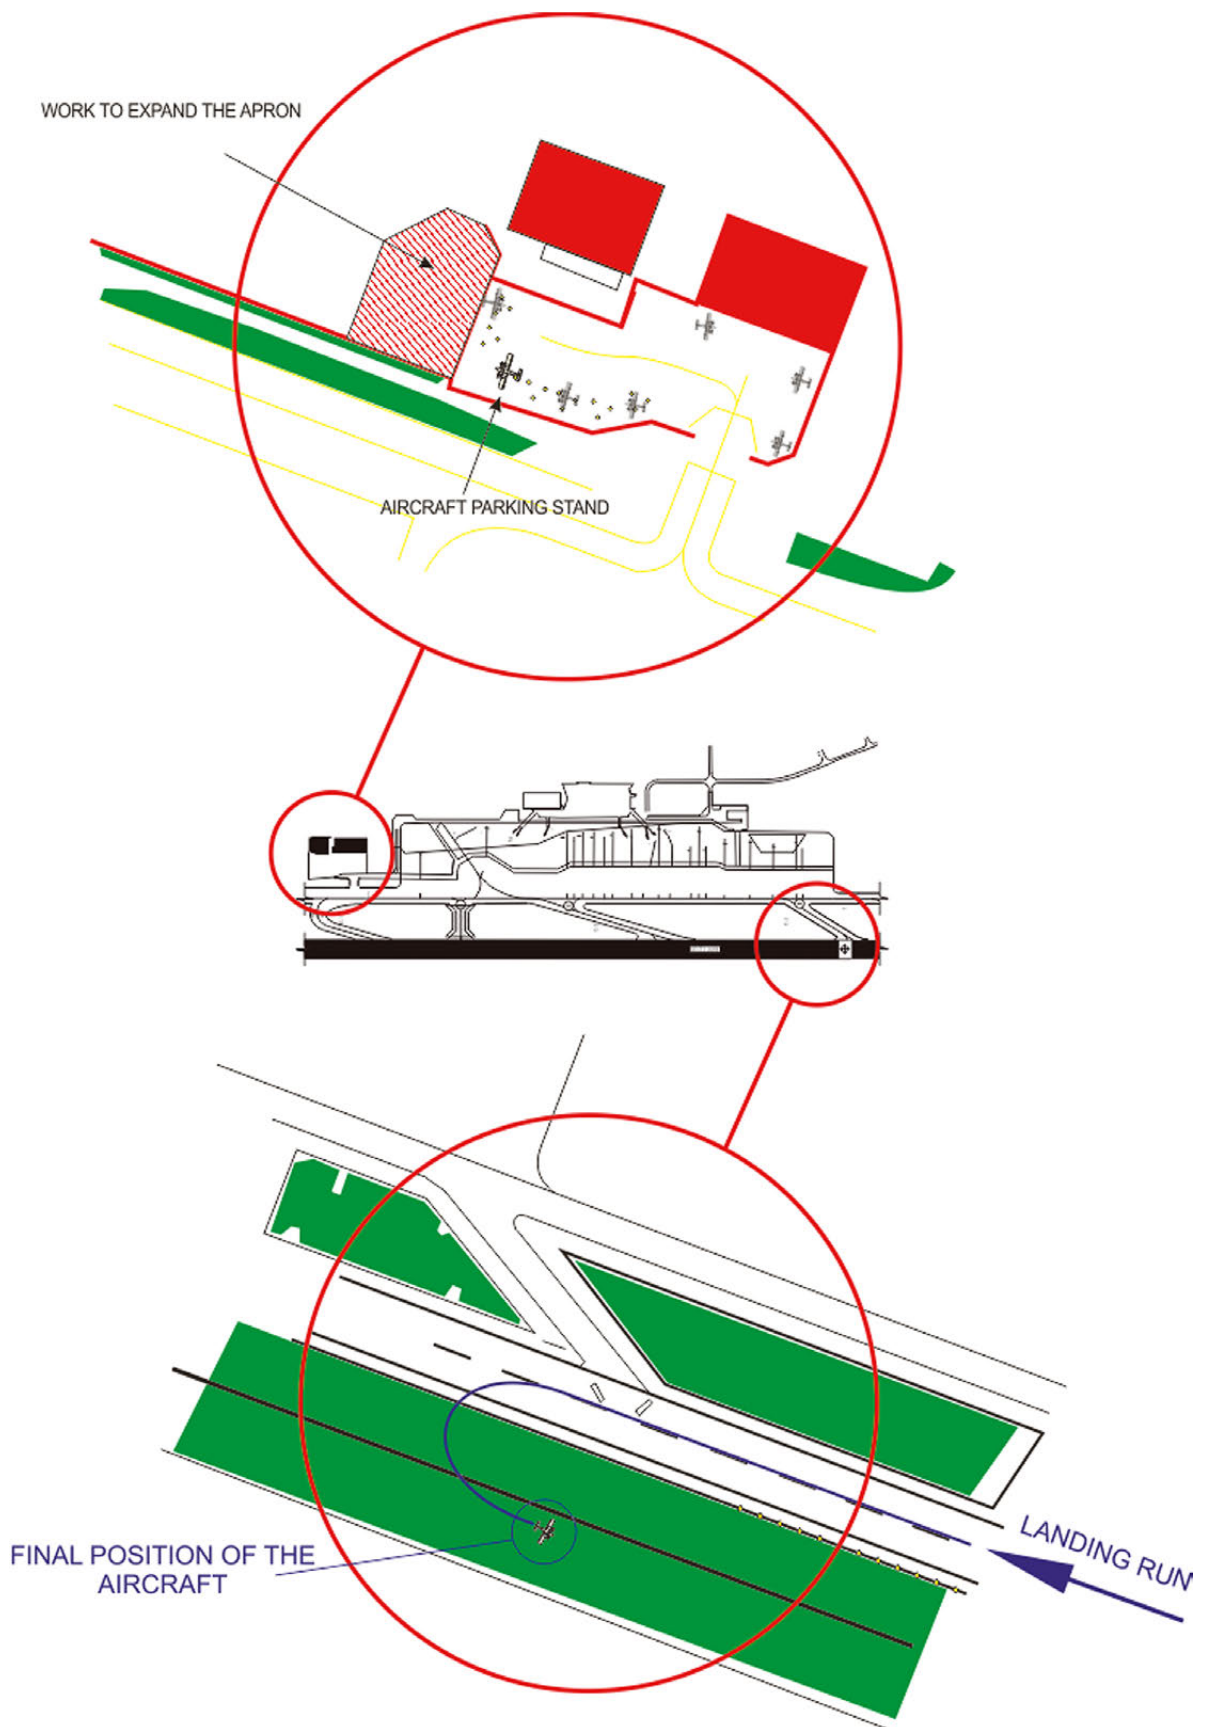 WORK TO EXPAND THE APRON
AIRCRAFT PARKING STAND
LANDING RUN
FINAL POSITION OF THE
AIRCRAFT